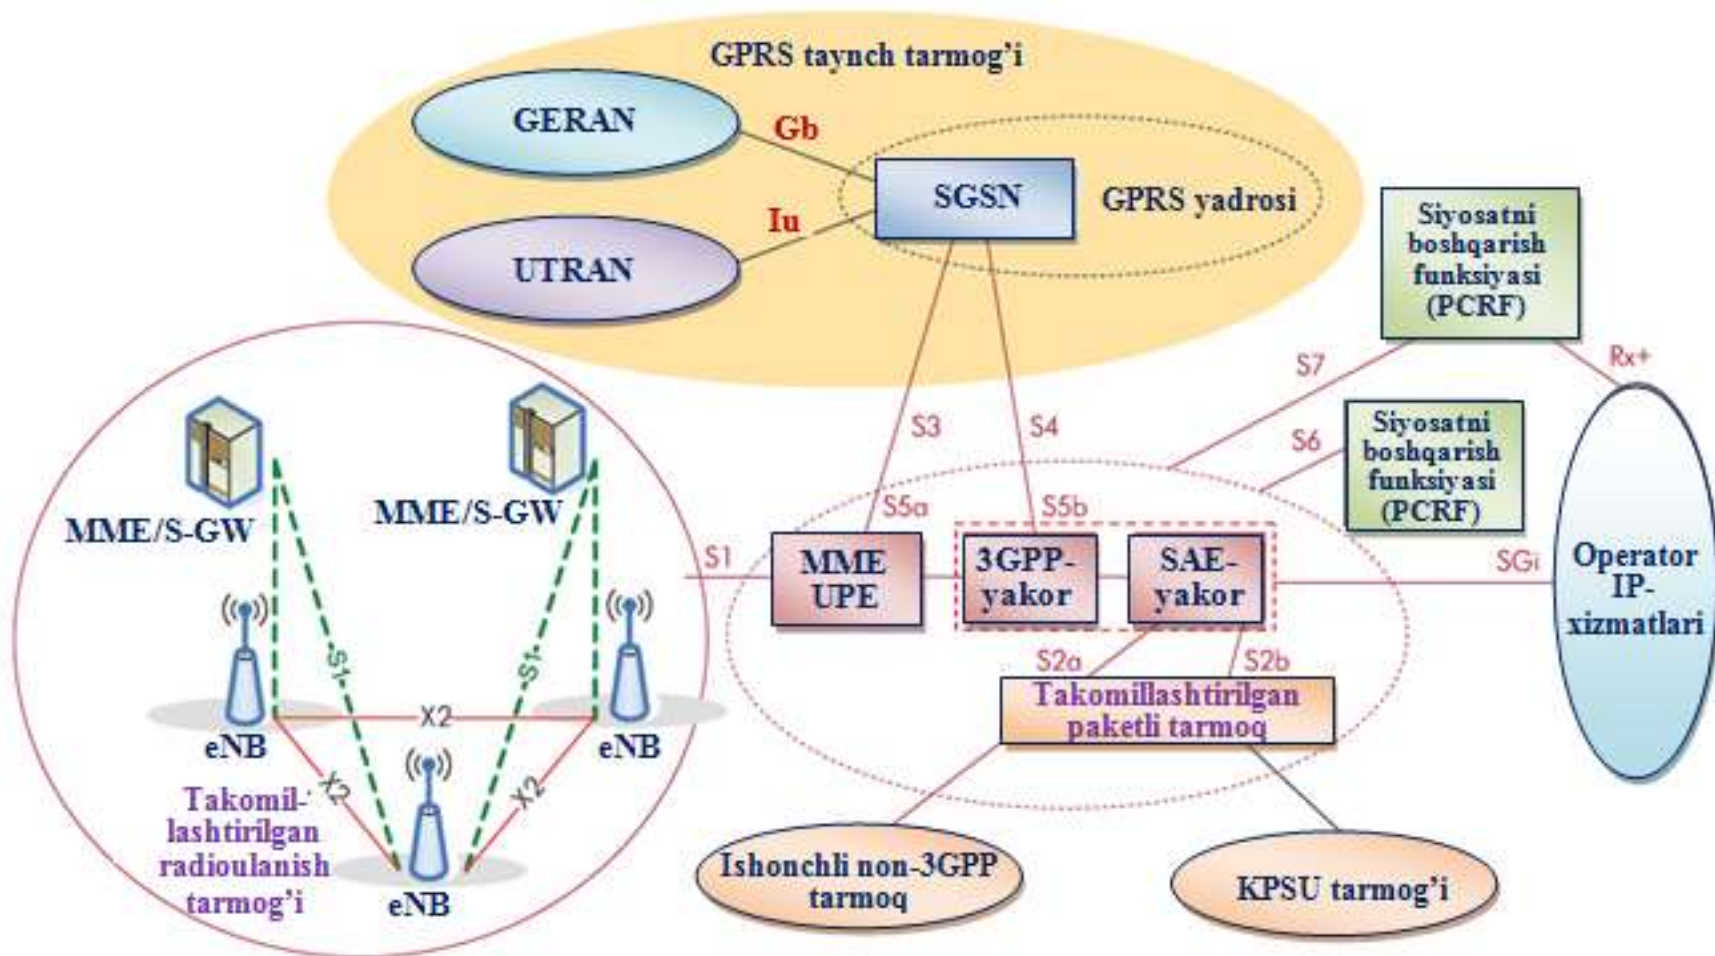 GPRS taynch tarmog'i
GERAN
Gb
SGSN
GPRS yadrosi
Iu
UTRAN
Siyosatni
boshqarish
funksiyasi
(PCRF)
S7
Rx+
S3
S4
S6
Siyosatni
boshqarish
funksiyasi
(PCRF)
MME/S-GW
MME/S-GW
S5a
S5b
S1
MME
UPE
3GPP-
yakor
SAE-
yakor
SGi
Operator
IP-
xizmatlari
S1
S1
S2a
S2b
Takomillashtirilgan
paketli tarmoq
X2
eNB
eNB
X2
X2
Takomil-
lashtirilgan
radioulanish
tarmog'i
eNB
Ishonchli non-3GPP
tarmoq
KPSU tarmog'i